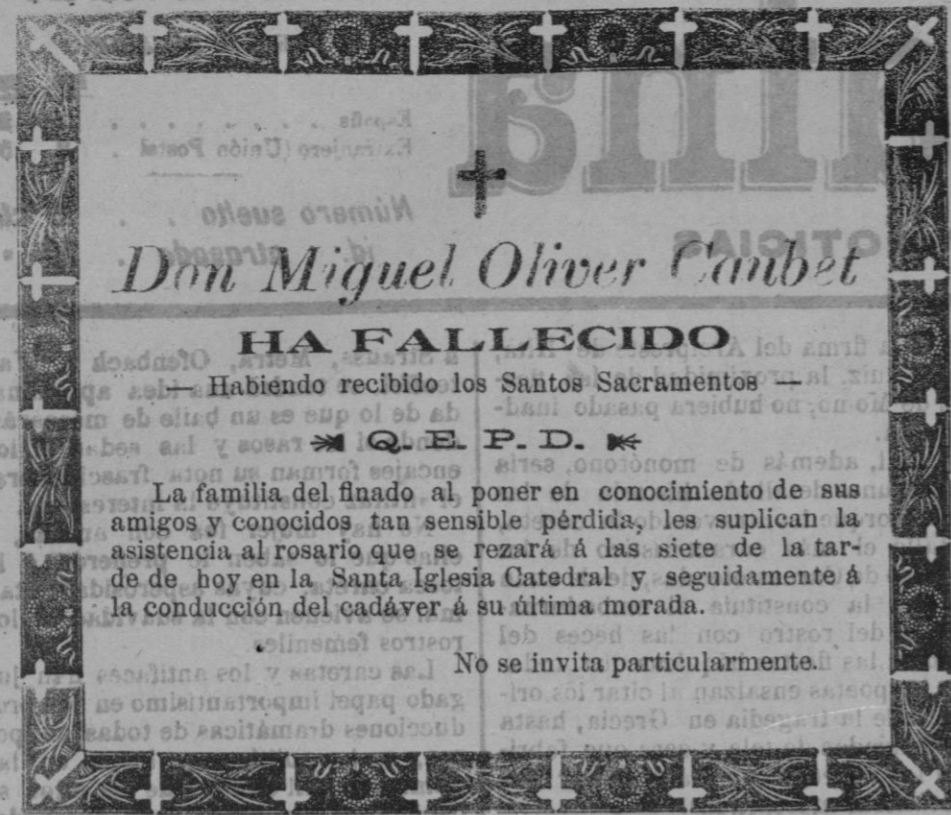 Don Miguel Oliver Canbet
HA FALLECIDO
— Habiendo recibido los Santos Sacramentos —
Q. E. P. D.
La familia del finado al poner en conocimiento de sus
amigos y conocidos tan sensible pérdida, les suplican la
asistencia al rosario que se rezará á las siete de la tar-
de de hoy en la Santa Iglesia Catedral y seguidamente á
la conducción del cadáver á su última morada.
No se invita particularmente.